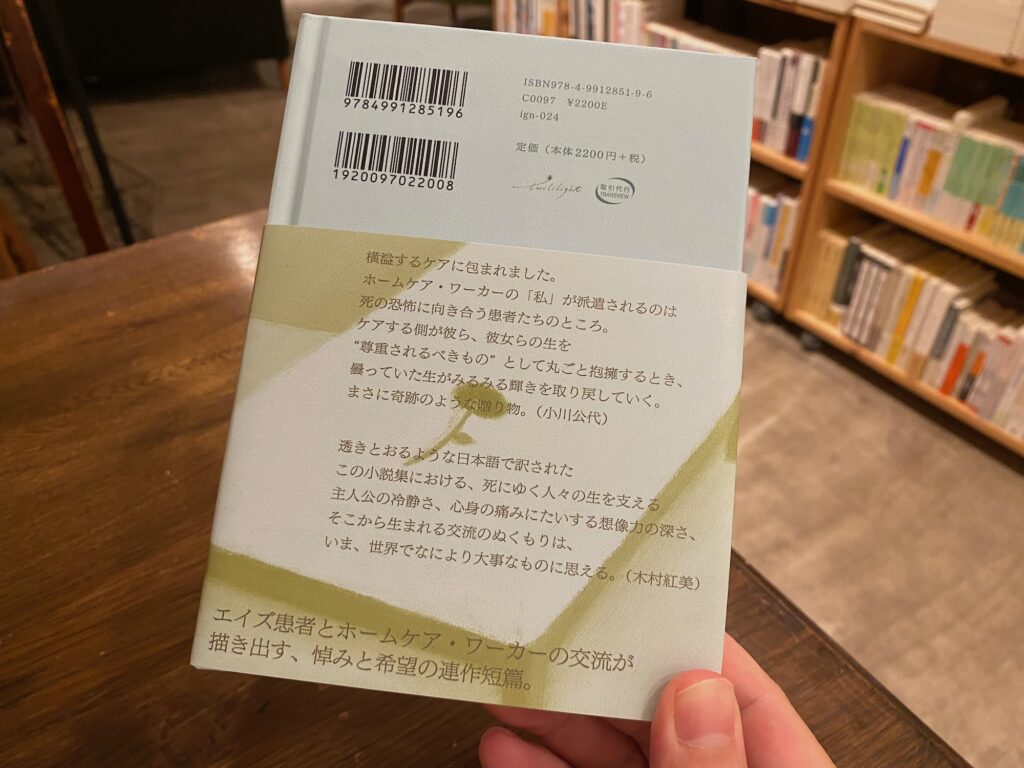 9784991285196
1920097022008
ISBN978-4-9912851-9-6
C0097 ¥2200E
ign-024
定価（本体2200円+税）
twililight
取引代行
TRANSVIEW
横溢するケアに包まれました。
ホームケア・ワーカーの「私」が派遣されるのは
死の恐怖に向き合う患者たちのところ。
ケアする側が彼ら、彼女らの生を
“尊重されるべきもの”として丸ごと抱擁するとき、
曇っていた生がみるみる輝きを取り戻していく。
まさに奇跡のような贈り物。（小川公代）
透きとおるような日本語で訳された
この小説集における、死にゆく人々の生を支える
主人公の冷静さ、心身の痛みにたいする想像力の深さ、
そこから生まれる交流のぬくもりは、
いま、世界でなにより大事なものに思える。（木村紅美）
エイズ患者とホームケア・ワーカーの交流が
描き出す、悼みと希望の連作短篇。